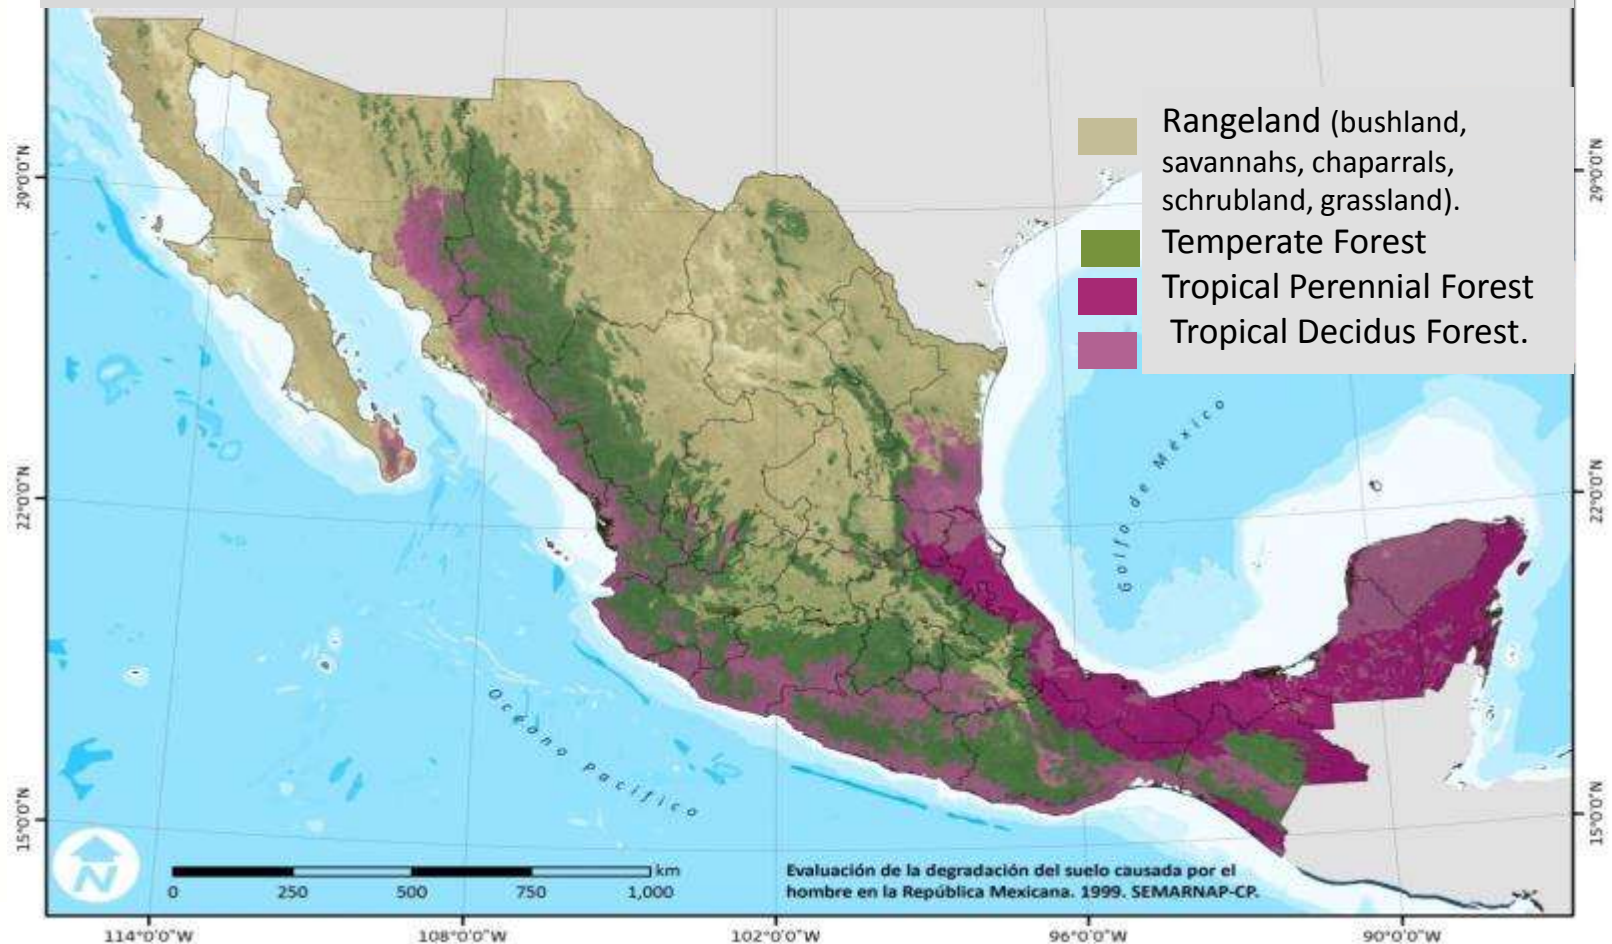 Rangeland (bushland,
savannahs, chaparrals,
schrubland, grassland).
Temperate Forest
Tropical Perennial Forest
Tropical Decidus Forest.
29°0'0"N
29°0'0"N
Golfo de México
22°0'0"N
22°0'0"N
Océano Pacífico
15°0'0"N
15°0'0"N
N
0 250 500 750 1,000 km
Evaluación de la degradación del suelo causada por el
hombre en la República Mexicana. 1999. SEMARNAP-CP.
114°0'0"W 108°0'0"W 102°0'0"W 96°0'0"W 90°0'0"W